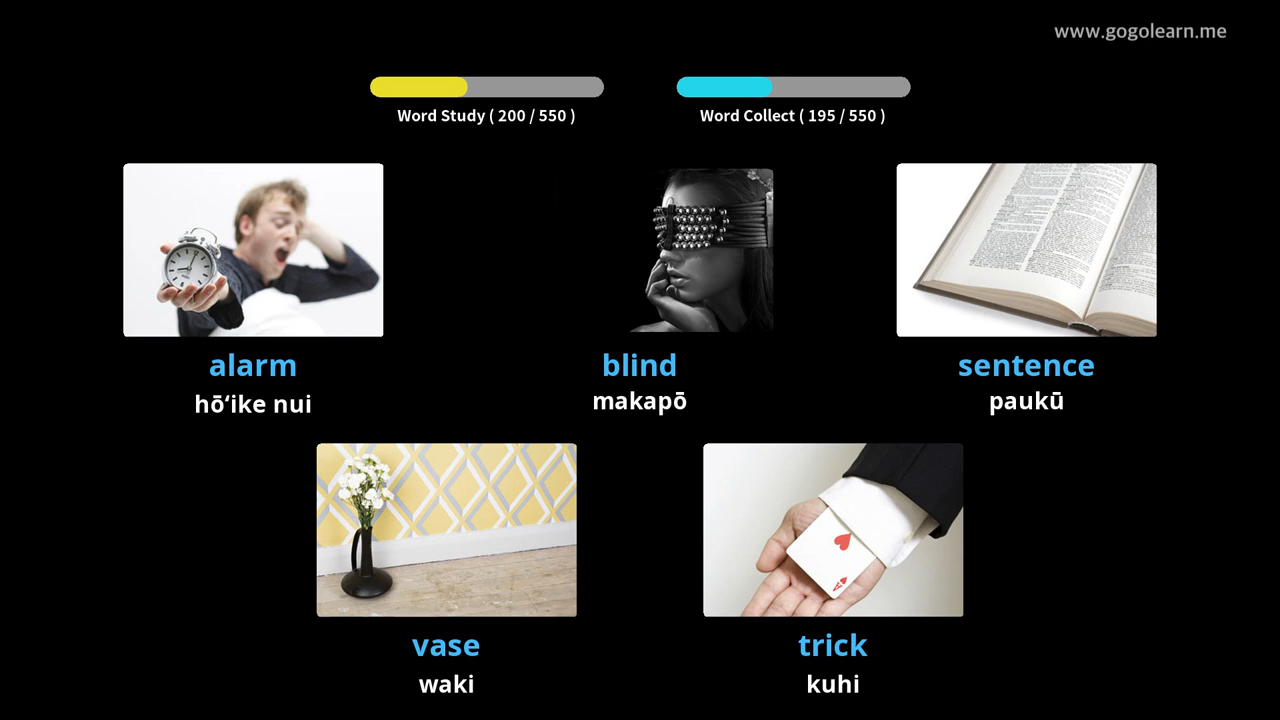 www.gogolearn.me
Word Study ( 200 / 550 )
Word Collect ( 195 / 550 )
alarm
hōʻike nui
blind
makapō
sentence
paukū
vase
waki
trick
kuhi